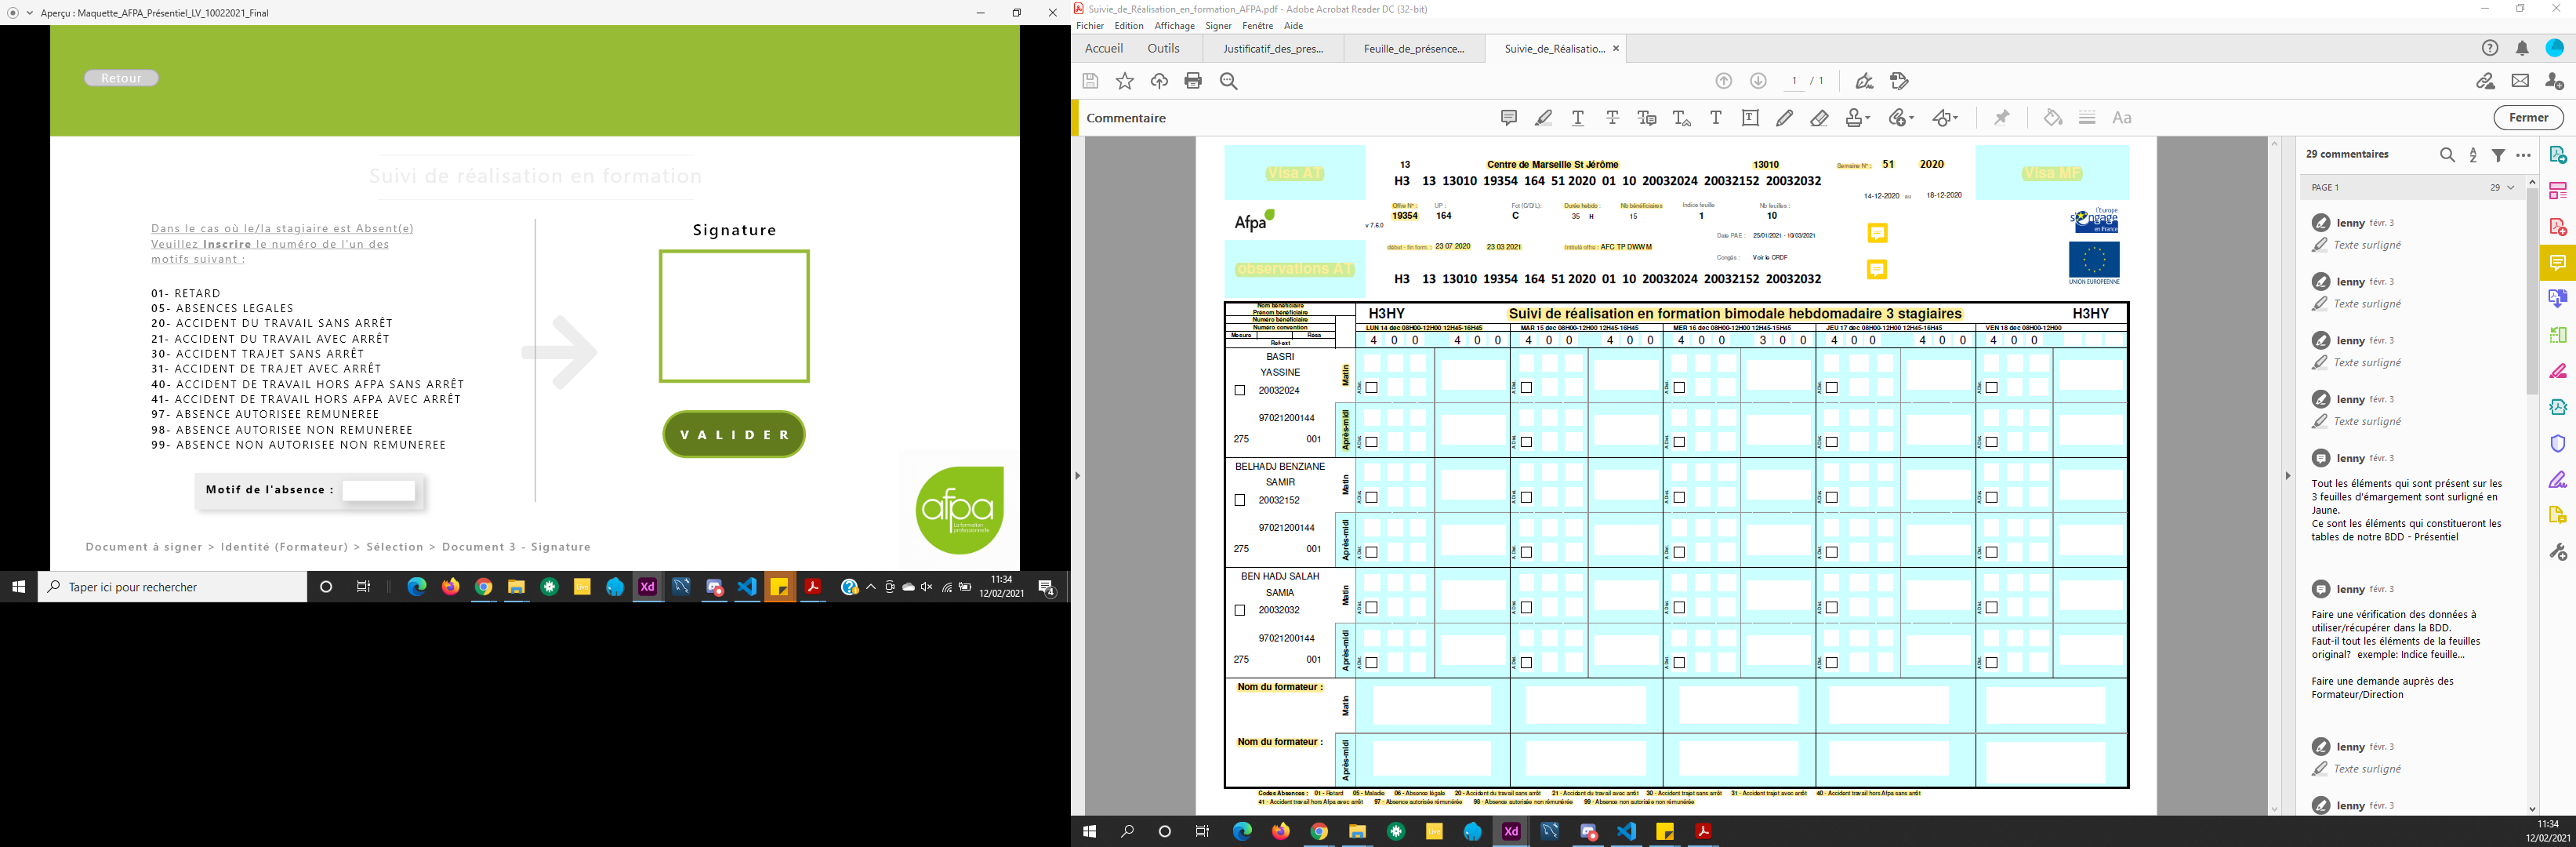 Aperçu : Maquette_AFPA_Présentiel_LV_10022021_Final
Retour
Suivi de réalisation en formation
Dans le cas où le/la stagiaire est Absent(e)
Veuillez Inscrire le numéro de l'un des
motifs suivant :
01- RETARD
05- ABSENCES LEGALES
20- ACCIDENT DU TRAVAIL SANS ARRÊT
21- ACCIDENT DU TRAVAIL AVEC ARRÊT
30- ACCIDENT TRAJET SANS ARRÊT
31- ACCIDENT DE TRAJET AVEC ARRÊT
40- ACCIDENT DE TRAVAIL HORS AFPA SANS ARRÊT
41- ACCIDENT DE TRAVAIL HORS AFPA AVEC ARRÊT
97- ABSENCE AUTORISEE REMUNEREE
98- ABSENCE AUTORISEE NON REMUNEREE
99- ABSENCE NON AUTORISEE NON REMUNEREE
Motif de l'absence :
Signature
VALIDER
afpa
La formation
professionnelle
Document à signer > Identité (Formateur) > Sélection > Document 3 - Signature
Taper ici pour rechercher
Live
Xd
11:34
12/02/2021
4
Suivie_de_Réalisation_en_formation_AFPA.pdf - Adobe Acrobat Reader DC (32-bit)
Fichier Edition Affichage Signer Fenêtre Aide
Accueil Outils Justificatif_des_pres... Feuille_de_présence... Suivie_de_Réalisatio...
1 / 1
Commentaire
Fermer
Visa AT
13 Centre de Marseille St Jérôme 13010 Semaine N° : 51 2020
Visa MF
H3 13 13010 19354 164 51 2020 01 10 20032024 20032152 20032032
14-12-2020 au 18-12-2020
Offre N° : UP : Fct (C/D/L) : Durée hebdo : Nb bénéficiaires Indice feuille Nb feuilles :
19354 164 C 35 H 15 1 10
Afpa
v 7.6.0
l'Europe
s'engage
en France
Date PAE : 25/01/2021 - 19/03/2021
début - fin form. : 23 07 2020 23 03 2021 Intitulé offre : AFC TP DWWM
Congés : Voir le CRDF
observations AT
H3 13 13010 19354 164 51 2020 01 10 20032024 20032152 20032032
UNION EUROPEENNE
Nom bénéficiaire
Prénom bénéficiaire
Numéro bénéficiaire
Numéro convention
Mesure Résa
Ref-ext
H3HY Suivi de réalisation en formation bimodale hebdomadaire 3 stagiaires H3HY
LUN 14 dec 08H00-12H00 12H45-16H45 MAR 15 dec 08H00-12H00 12H45-16H45 MER 16 dec 08H00-12H00 12H45-15H45 JEU 17 dec 08H00-12H00 12H45-16H45 VEN 18 dec 08H00-12H00
4 0 0 4 0 0 4 0 0 4 0 0 4 0 0 3 0 0 4 0 0 4 0 0 4 0 0
BASRI
YASSINE
20032024
97021200144
275 001
Matin
Après-midi
BELHADJ BENZIANE
SAMIR
20032152
97021200144
275 001
Matin
Après-midi
BEN HADJ SALAH
SAMIA
20032032
97021200144
275 001
Matin
Après-midi
Nom du formateur :
Matin
Nom du formateur :
Après-midi
Codes Absences : 01 - Retard 05 - Maladie 06 - Absence légale 20 - Accident du travail sans arrêt 21 - Accident du travail avec arrêt 30 - Accident trajet sans arrêt 31 - Accident trajet avec arrêt 40 - Accident travail hors Afpa sans arrêt
41 - Accident travail hors Afpa avec arrêt 97 - Absence autorisée rémunérée 98 - Absence autorisée non rémunérée 99 - Absence non autorisée non rémunérée
29 commentaires
PAGE 1 29
lenny févr. 3
Texte surligné
lenny févr. 3
Texte surligné
lenny févr. 3
Texte surligné
lenny févr. 3
Texte surligné
lenny févr. 3
Tout les éléments qui sont présent sur les
3 feuilles d'émargement sont surligné en
Jaune.
Ce sont les éléments qui constitueront les
tables de notre BDD - Présentiel
lenny févr. 3
Faire une vérification des données à
utiliser/récupérer dans la BDD.
Faut-il tout les éléments de la feuilles
original? exemple: Indice feuille...
Faire une demande auprès des
Formateur/Direction
lenny févr. 3
Texte surligné
lenny févr. 3
Live
Xd
11:34
12/02/2021